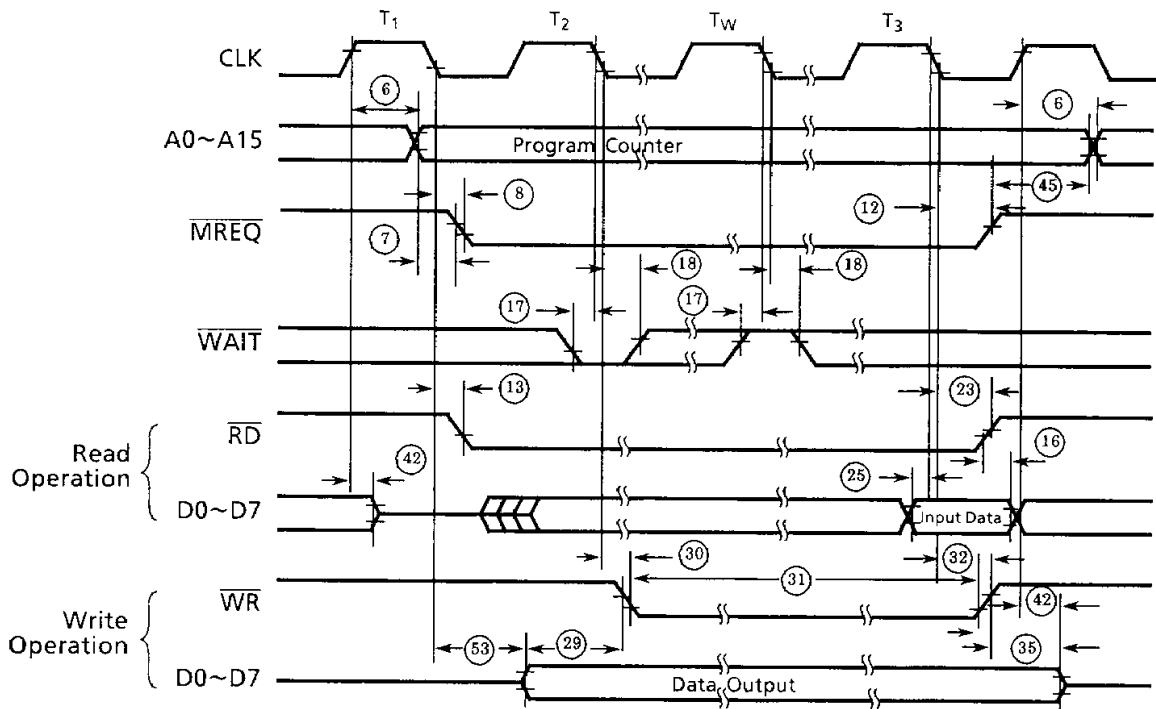 T1 T2 TW T3
CLK
6 6
A0~A15 Program Counter
8 12 45
MREQ
7
18 18
17 17
WAIT
13 23
RD
Read Operation
16
42 25
D0~D7 Input Data
30 31 32
WR
42
Write Operation
53 29 35
D0~D7 Data Output